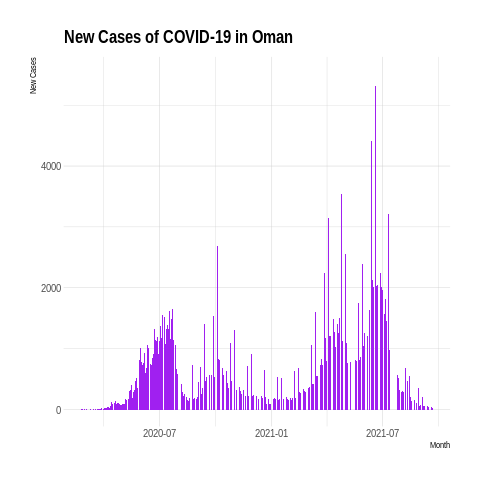 New Cases of COVID-19 in Oman
New Cases
4000
2000
0
2020-07
2021-01
2021-07
Month